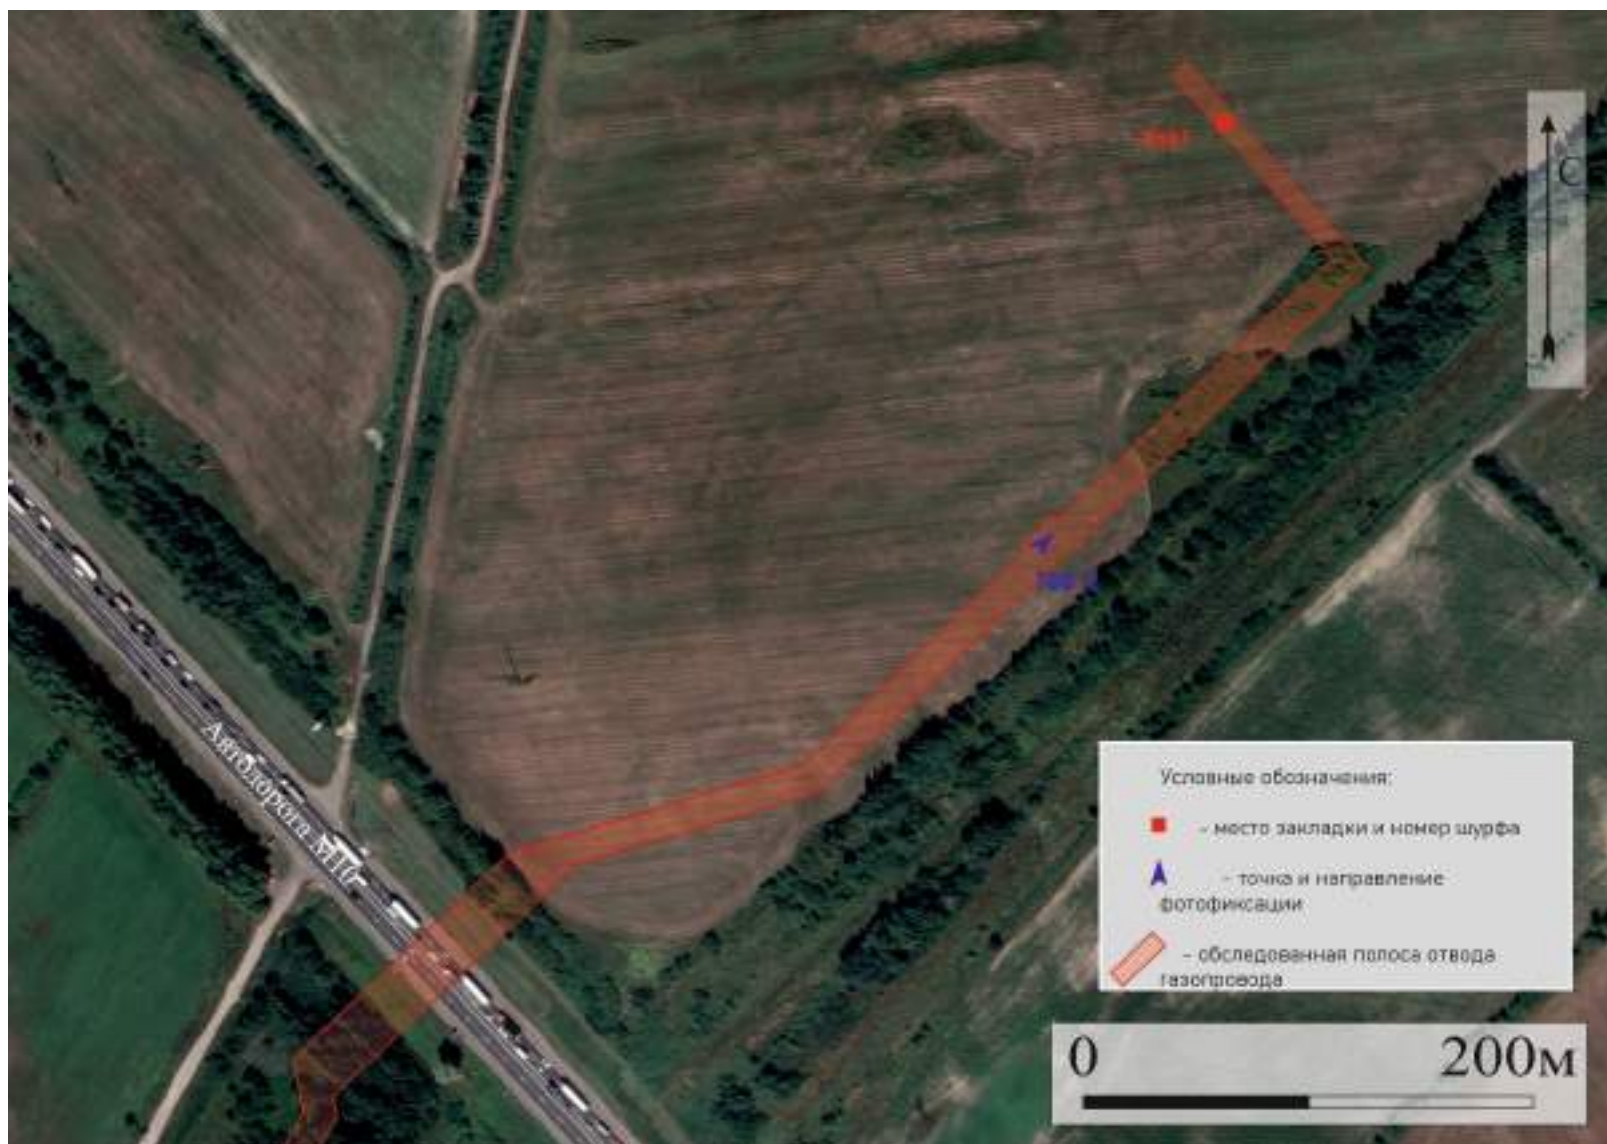 С
Автодорога М10
Условные обозначения:
- место закладки и номер шурфа
- точка и направление
фотофиксации
- обследованная полоса отвода
газопровода
0 200м